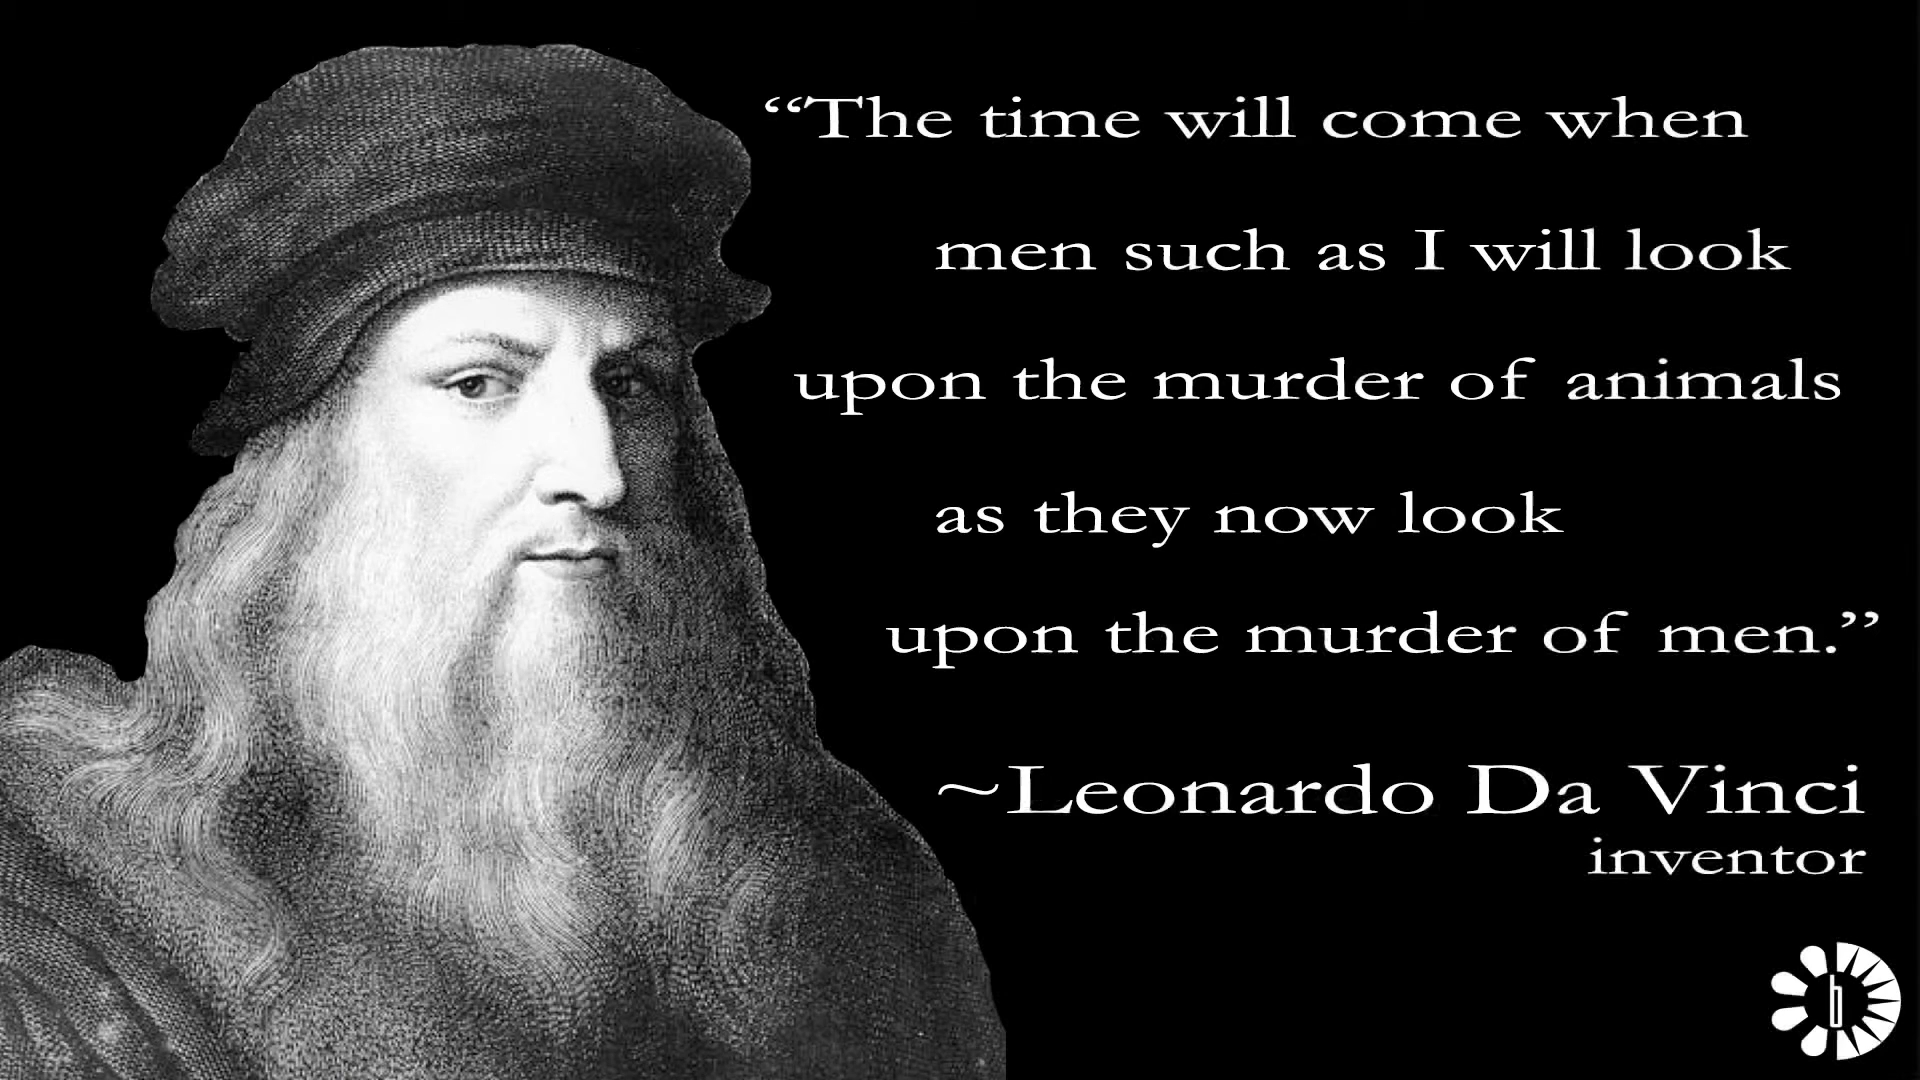 “The time will come when
men such as I will look
upon the murder of animals
as they now look
upon the murder of men.”
~Leonardo Da Vinci
inventor
b